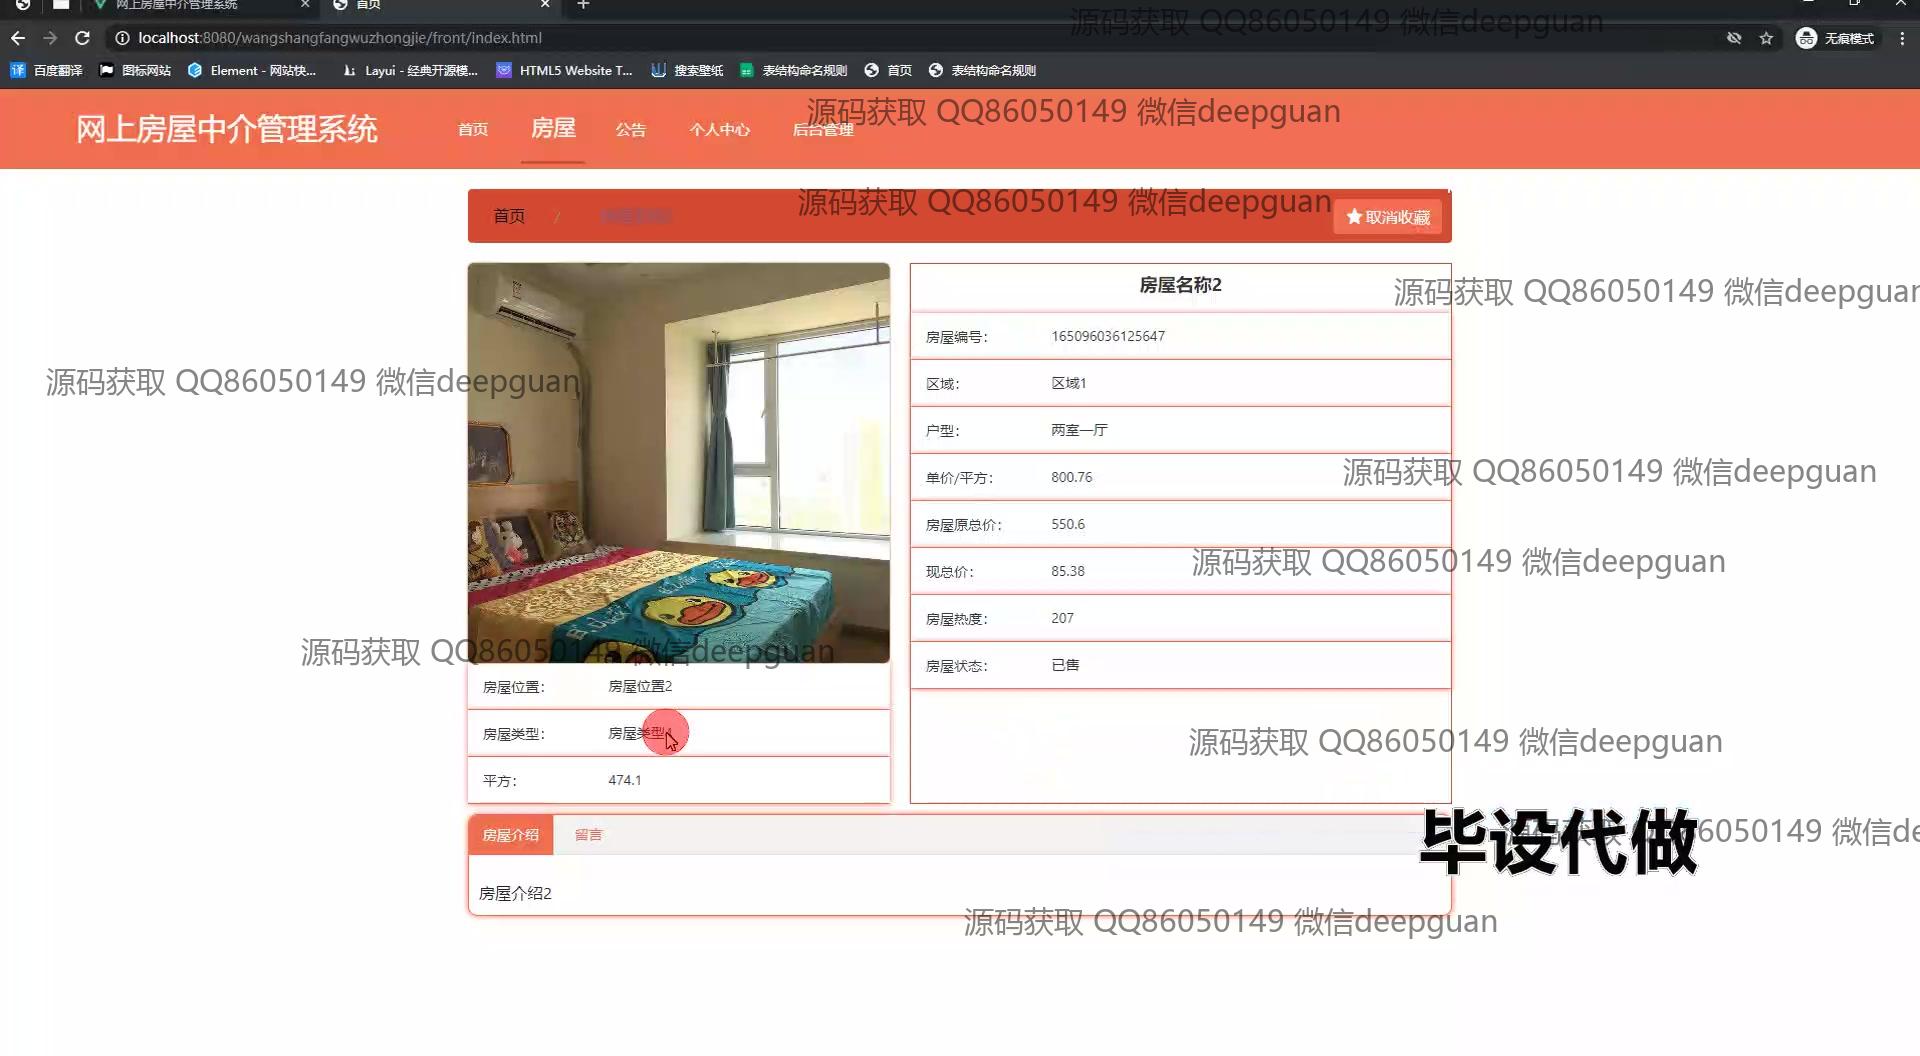 网上房屋中介管理系统
首页
源码获取 QQ86050149 微信deepguan
localhost:8080/wangshangfangwuzhongjie/front/index.html
无痕模式
百度翻译
图标网站
Element - 网站快...
Layui - 经典开源模...
HTML5 Website T...
搜索壁纸
表结构命名规则
首页
表结构命名规则
网上房屋中介管理系统
首页
房屋
公告
个人中心
后台管理
源码获取 QQ86050149 微信deepguan
首页 /
源码获取 QQ86050149 微信deepguan
取消收藏
房屋名称2
源码获取 QQ86050149 微信deepguan
房屋编号： 165096036125647
区域： 区域1
源码获取 QQ86050149 微信deepguan
户型： 两室一厅
单价/平方： 800.76
源码获取 QQ86050149 微信deepguan
房屋原总价： 550.6
现总价： 85.38
源码获取 QQ86050149 微信deepguan
房屋热度： 207
房屋状态： 已售
源码获取 QQ86050149 微信deepguan
房屋位置： 房屋位置2
房屋类型： 房屋类型
源码获取 QQ86050149 微信deepguan
平方： 474.1
房屋介绍
留言
毕设代做
6050149 微信de
房屋介绍2
源码获取 QQ86050149 微信deepguan